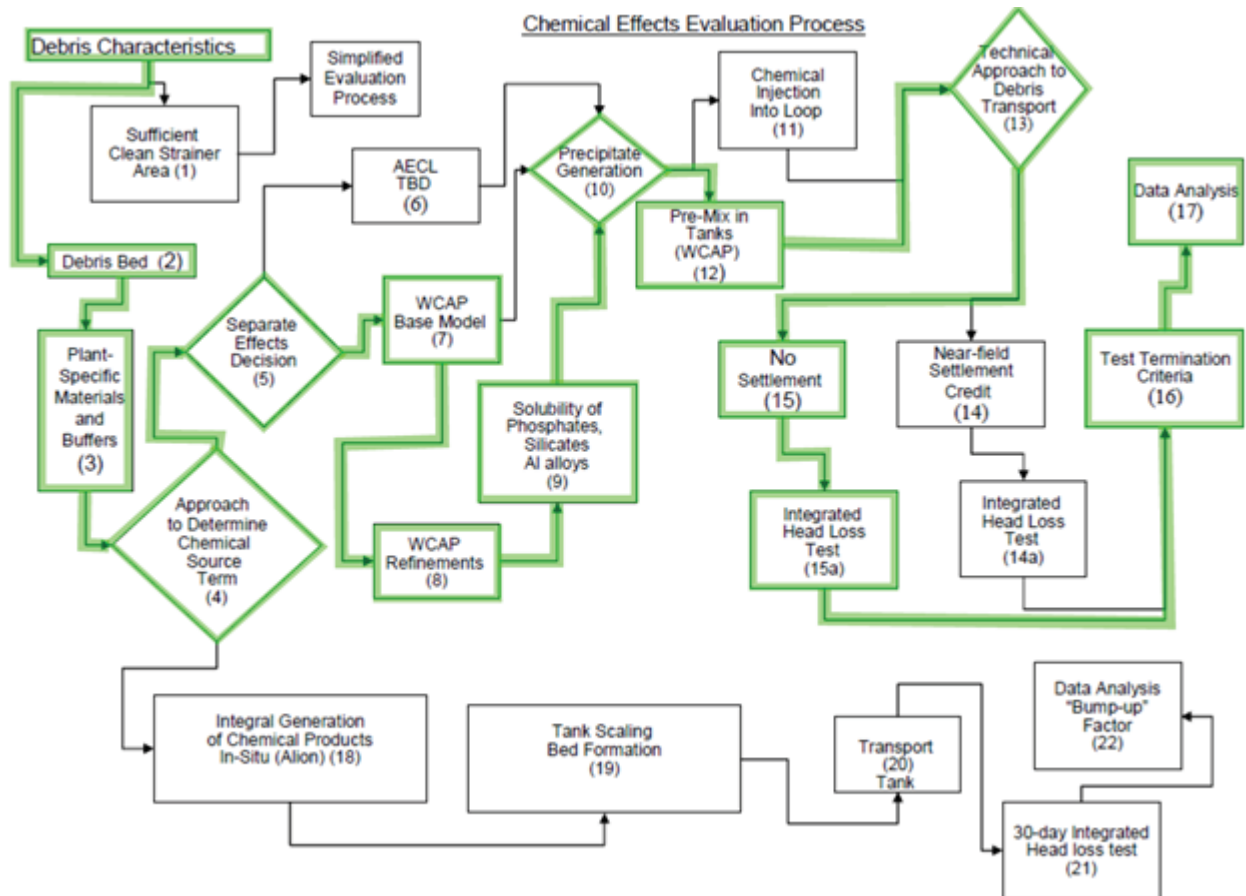 Chemical Effects Evaluation Process
Debris Characteristics
Simplified
Evaluation
Process
Sufficient
Clean Strainer
Area (1)
Debris Bed (2)
Plant-
Specific
Materials
and
Buffers
(3)
Approach
to Determine
Chemical
Source
Term
(4)
Separate
Effects
Decision
(5)
AECL
TBD
(6)
WCAP
Base Model
(7)
WCAP
Refinements
(8)
Solubility of
Phosphates,
Silicates
Al alloys
(9)
Precipitate
Generation
(10)
Chemical
Injection
Into Loop
(11)
Pre-Mix in
Tanks
(WCAP)
(12)
Technical
Approach to
Debris
Transport
(13)
Near-field
Settlement
Credit
(14)
Integrated
Head Loss
Test
(14a)
No
Settlement
(15)
Integrated
Head Loss
Test
(15a)
Test Termination
Criteria
(16)
Data Analysis
(17)
Integral Generation
of Chemical Products
In-Situ (Alion) (18)
Tank Scaling
Bed Formation
(19)
Transport
(20)
Tank
30-day Integrated
Head loss test
(21)
Data Analysis
"Bump-up"
Factor
(22)